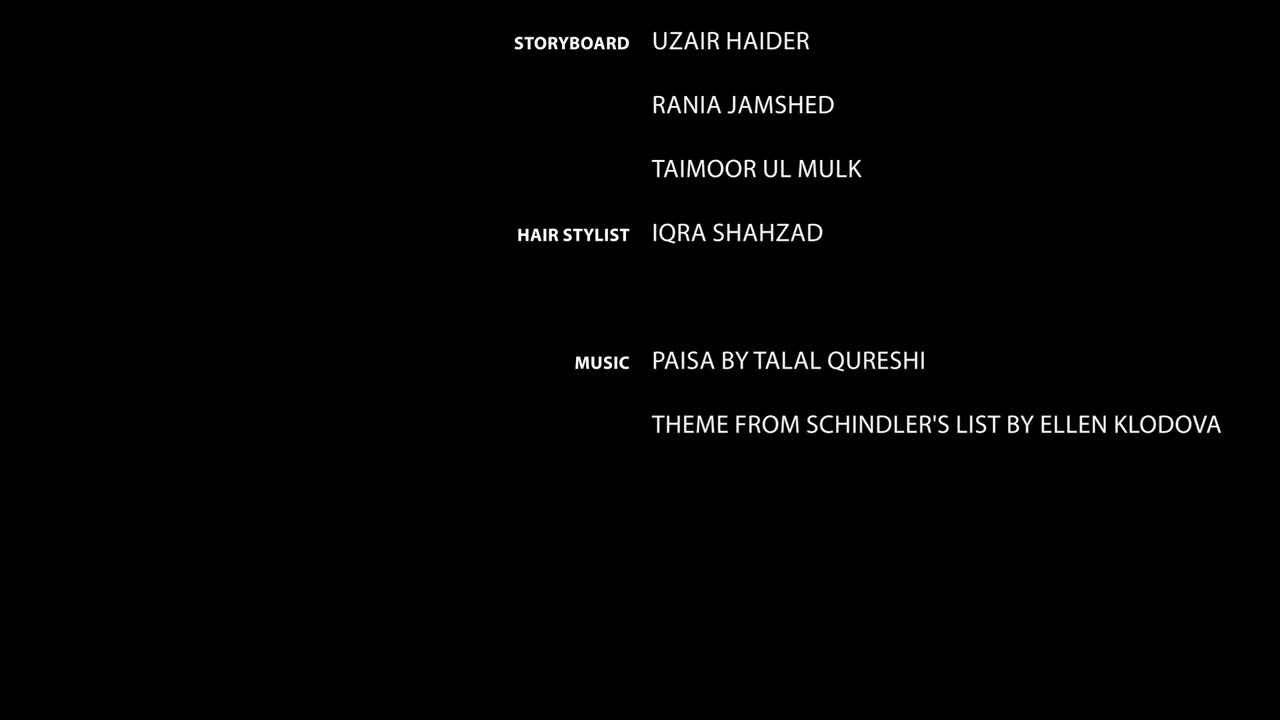 STORYBOARD UZAIR HAIDER
RANIA JAMSHED
TAIMOOR UL MULK
HAIR STYLIST IQRA SHAHZAD
MUSIC PAISA BY TALAL QURESHI
THEME FROM SCHINDLER'S LIST BY ELLEN KLODOVA